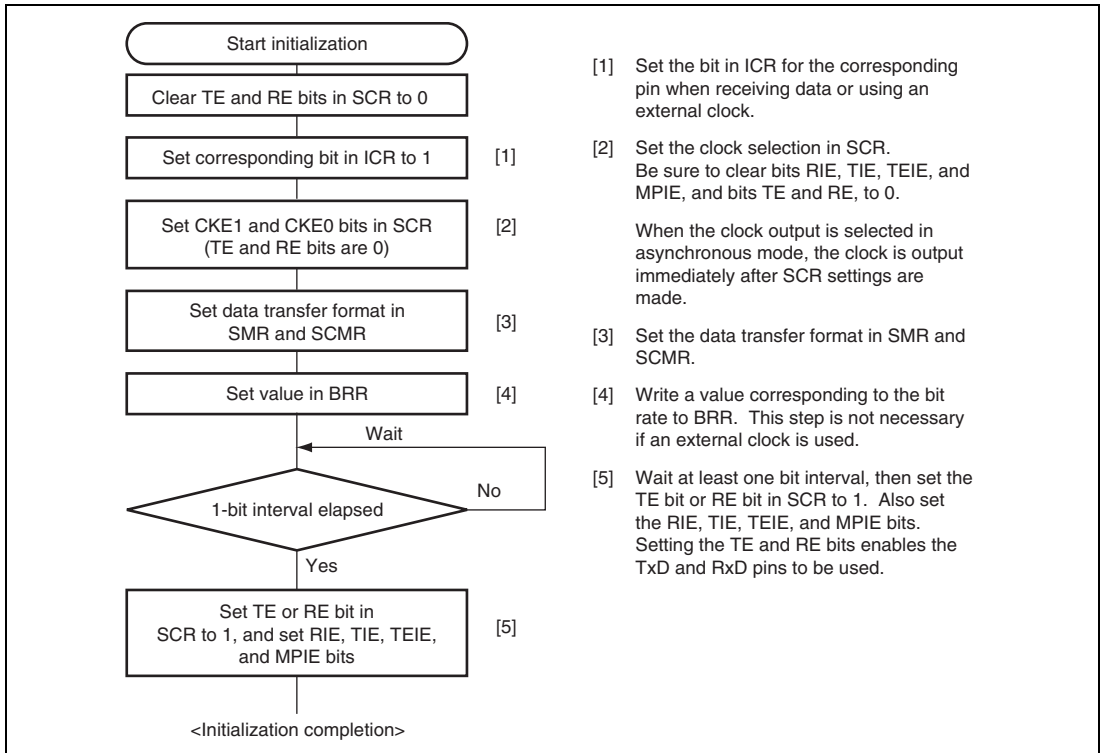 Start initialization
Clear TE and RE bits in SCR to 0
Set corresponding bit in ICR to 1
[1]
Set CKE1 and CKE0 bits in SCR
(TE and RE bits are 0)
[2]
Set data transfer format in
SMR and SCMR
[3]
Set value in BRR
[4]
Wait
1-bit interval elapsed
No
Yes
Set TE or RE bit in
SCR to 1, and set RIE, TIE, TEIE,
and MPIE bits
[5]
<Initialization completion>
[1] Set the bit in ICR for the corresponding
pin when receiving data or using an
external clock.
[2] Set the clock selection in SCR.
Be sure to clear bits RIE, TIE, TEIE, and
MPIE, and bits TE and RE, to 0.
When the clock output is selected in
asynchronous mode, the clock is output
immediately after SCR settings are
made.
[3] Set the data transfer format in SMR and
SCMR.
[4] Write a value corresponding to the bit
rate to BRR. This step is not necessary
if an external clock is used.
[5] Wait at least one bit interval, then set the
TE bit or RE bit in SCR to 1. Also set
the RIE, TIE, TEIE, and MPIE bits.
Setting the TE and RE bits enables the
TxD and RxD pins to be used.